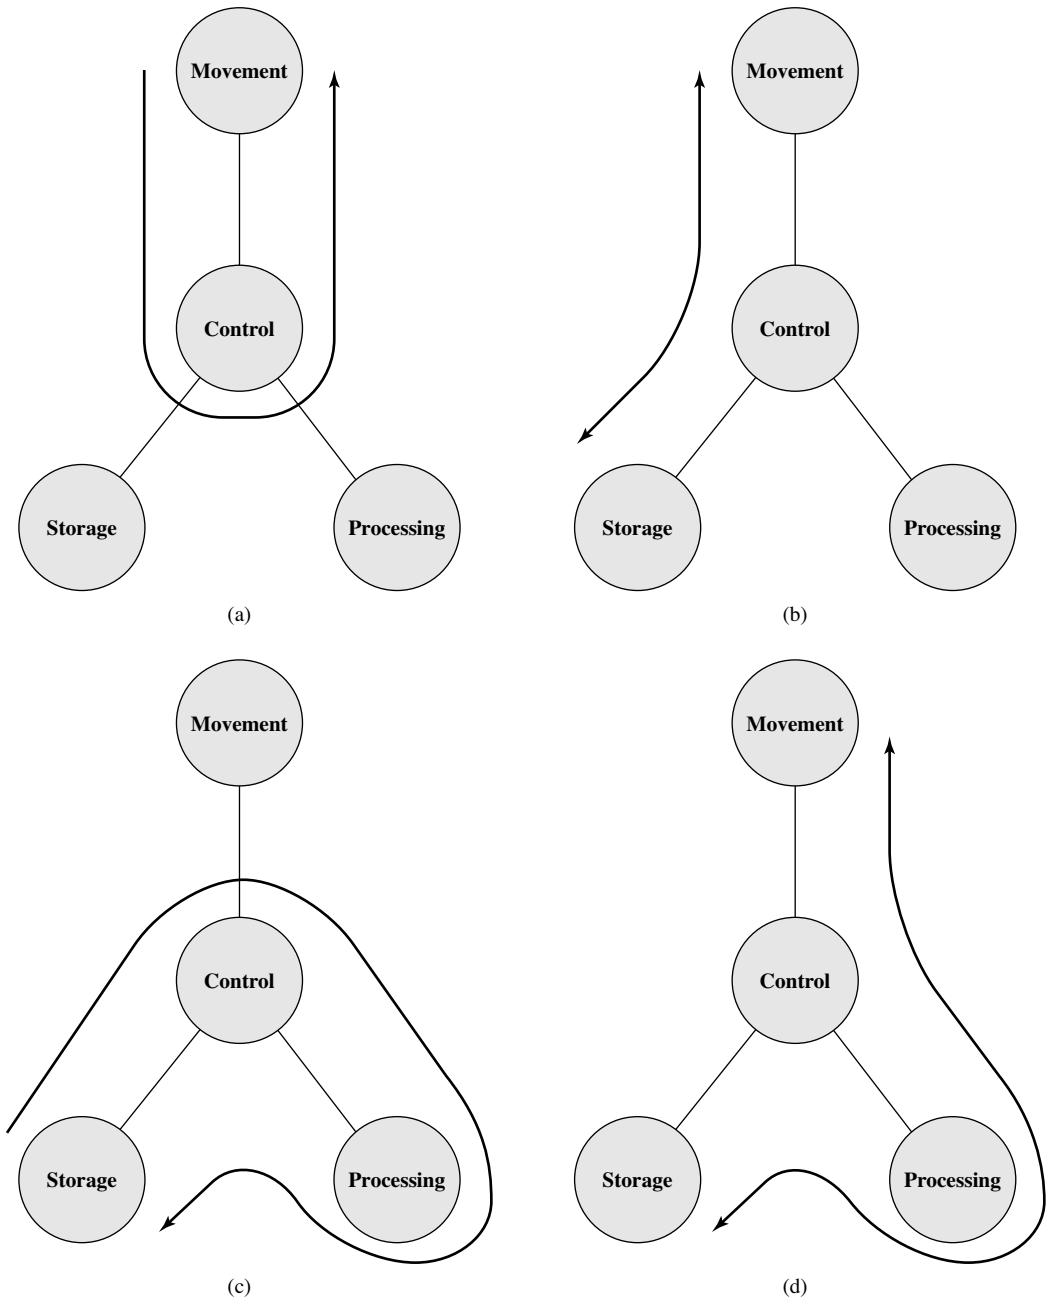 Movement
Control
Storage
Processing
(a)
Movement
Control
Storage
Processing
(b)
Movement
Control
Storage
Processing
(c)
Movement
Control
Storage
Processing
(d)